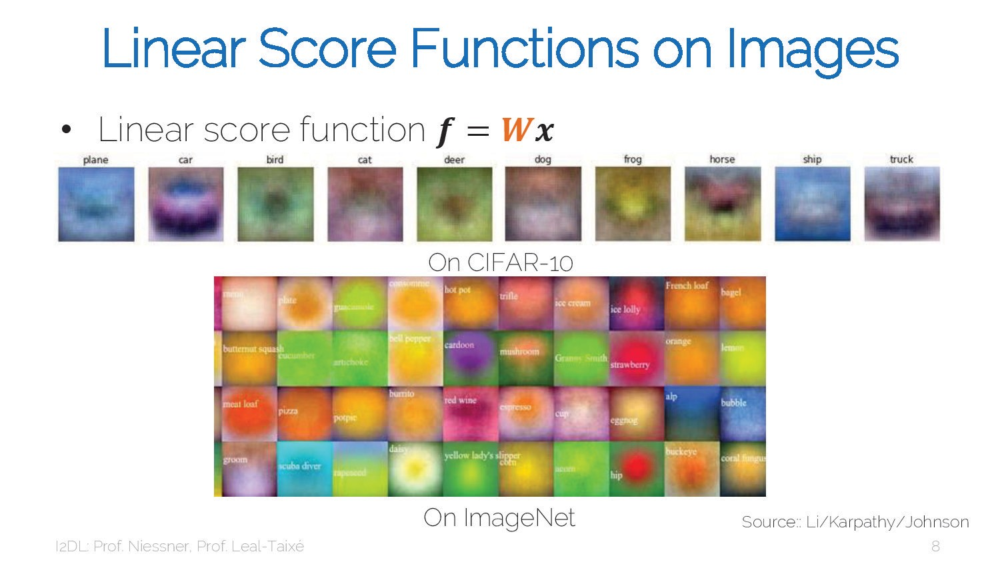 Linear Score Functions on Images
• Linear score function f = Wx
plane car bird cat deer dog frog horse ship truck
On CIFAR-10
menu plate guacamole consomme hot pot trifle ice cream ice lolly French loaf bagel
butternut squash cucumber artichoke bell pepper cardoon mushroom Granny Smith strawberry orange lemon
meat loaf pizza potpie burrito red wine espresso cup eggnog alp bubble
groom scuba diver rapeseed daisy yellow lady's slipper corn acorn hip buckeye coral fungus
On ImageNet
Source:: Li/Karpathy/Johnson
I2DL: Prof. Niessner, Prof. Leal-Taixé
8